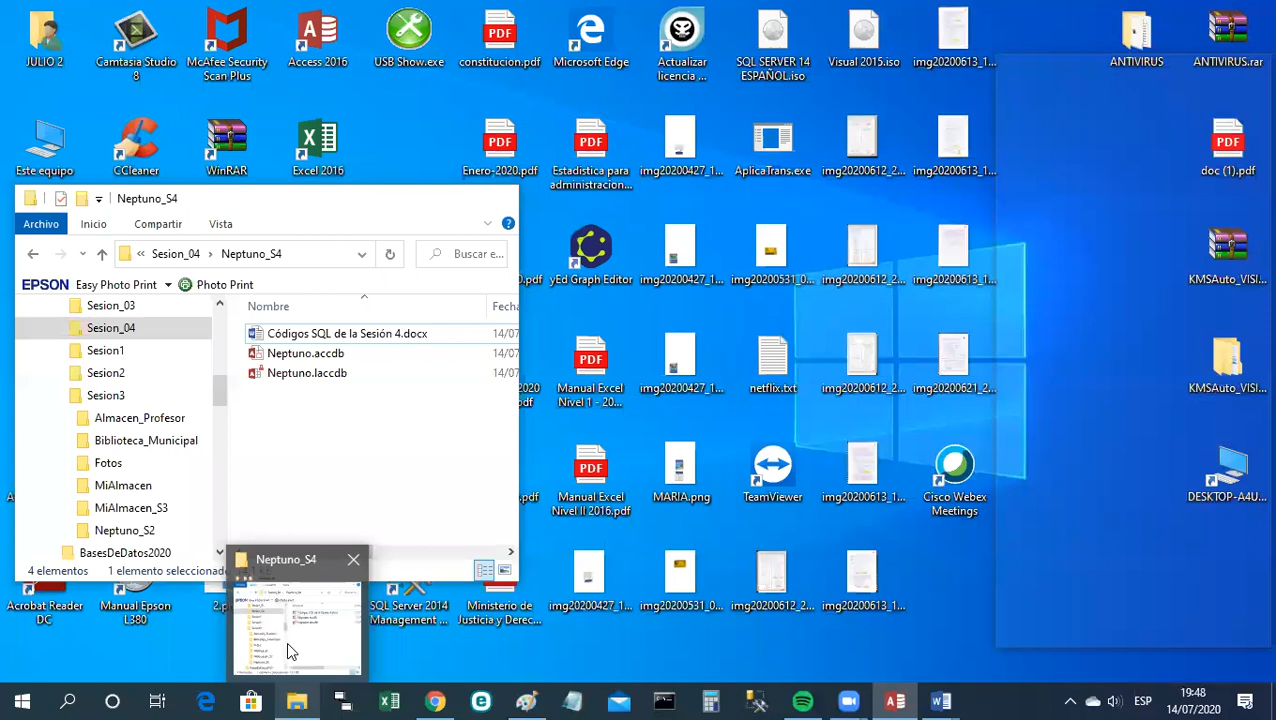 JULIO 2
Camtasia Studio 8
McAfee Security Scan Plus
Access 2016
USB Show.exe
PDF
constitucion.pdf
Microsoft Edge
Actualizar licencia ...
SQL SERVER 14 ESPAÑOL.iso
Visual 2015.iso
img20200613_1...
ANTIVIRUS
ANTIVIRUS.rar
Este equipo
CCleaner
WinRAR
Excel 2016
PDF
Enero-2020.pdf
PDF
Estadistica para administracion...
img20200427_1...
AplicaTrans.exe
img20200612_2...
img20200613_1...
PDF
doc (1).pdf
Neptuno_S4
Archivo
Inicio
Compartir
Vista
Sesion_04
Neptuno_S4
Buscar e...
EPSON
Easy Photo Print
Photo Print
Sesion_03
Sesion_04
Sesion1
Sesion2
Sesion3
Almacen_Profesor
Biblioteca_Municipal
Fotos
MiAlmacen
MiAlmacen_S3
Neptuno_S2
BasesDeDatos2020
Nombre
Fecha
Códigos SQL de la Sesión 4.docx
14/07
Neptuno.accdb
14/07
Neptuno.laccdb
14/07
4 elementos
1 elemento seleccionado
0.pdf
yEd Graph Editor
img20200427_1...
img20200531_0...
img20200612_2...
img20200613_1...
KMSAuto_VISI...
2020
PDF
Manual Excel Nivel 1 - 20...
img20200427_1...
netflix.txt
img20200612_2...
img20200621_2...
KMSAuto_VISI...
n.pdf
PDF
Manual Excel Nivel II 2016.pdf
MARIA.png
TeamViewer
img20200613_1...
Cisco Webex Meetings
DESKTOP-A4U...
Neptuno_S4
Acrobat Reader DC
Manual Epson L380
2.p
SQL Server 2014 Management ...
PDF
Ministerio de Justicia y Derec...
img20200427_1...
img20200531_0...
img20200612_2...
img20200613_1...
ESP
19:48
14/07/2020